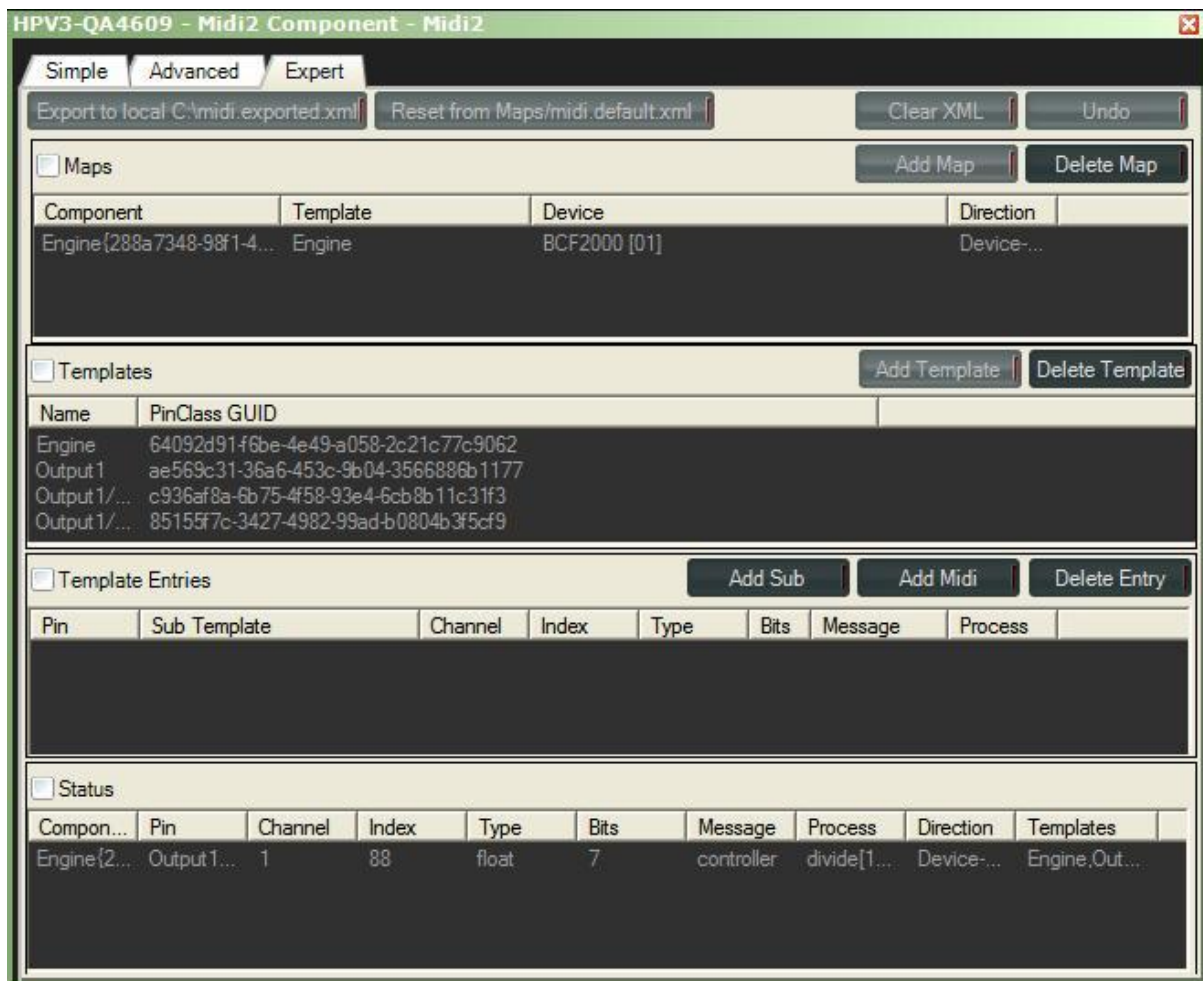 HPV3-QA4609 - Midi2 Component - Midi2
Simple Advanced Expert
Export to local C:\midi.exported.xml Reset from Maps/midi.default.xml Clear XML Undo
Maps Add Map Delete Map
Component Template Device Direction
Engine{288a7348-98f1-4... Engine BCF2000 [01] Device-...
Templates Add Template Delete Template
Name PinClass GUID
Engine 64092d91-f6be-4e49-a058-2c21c77c9062
Output1 ae569c31-36a6-453c-9b04-3566886b1177
Output1/... c936af8a-6b75-4f58-93e4-6cb8b11c31f3
Output1/... 85155f7c-3427-4982-99ad-b0804b3f5cf9
Template Entries Add Sub Add Midi Delete Entry
Pin Sub Template Channel Index Type Bits Message Process
Status
Compon... Pin Channel Index Type Bits Message Process Direction Templates
Engine{2... Output1... 1 88 float 7 controller divide[1... Device-... Engine,Out...